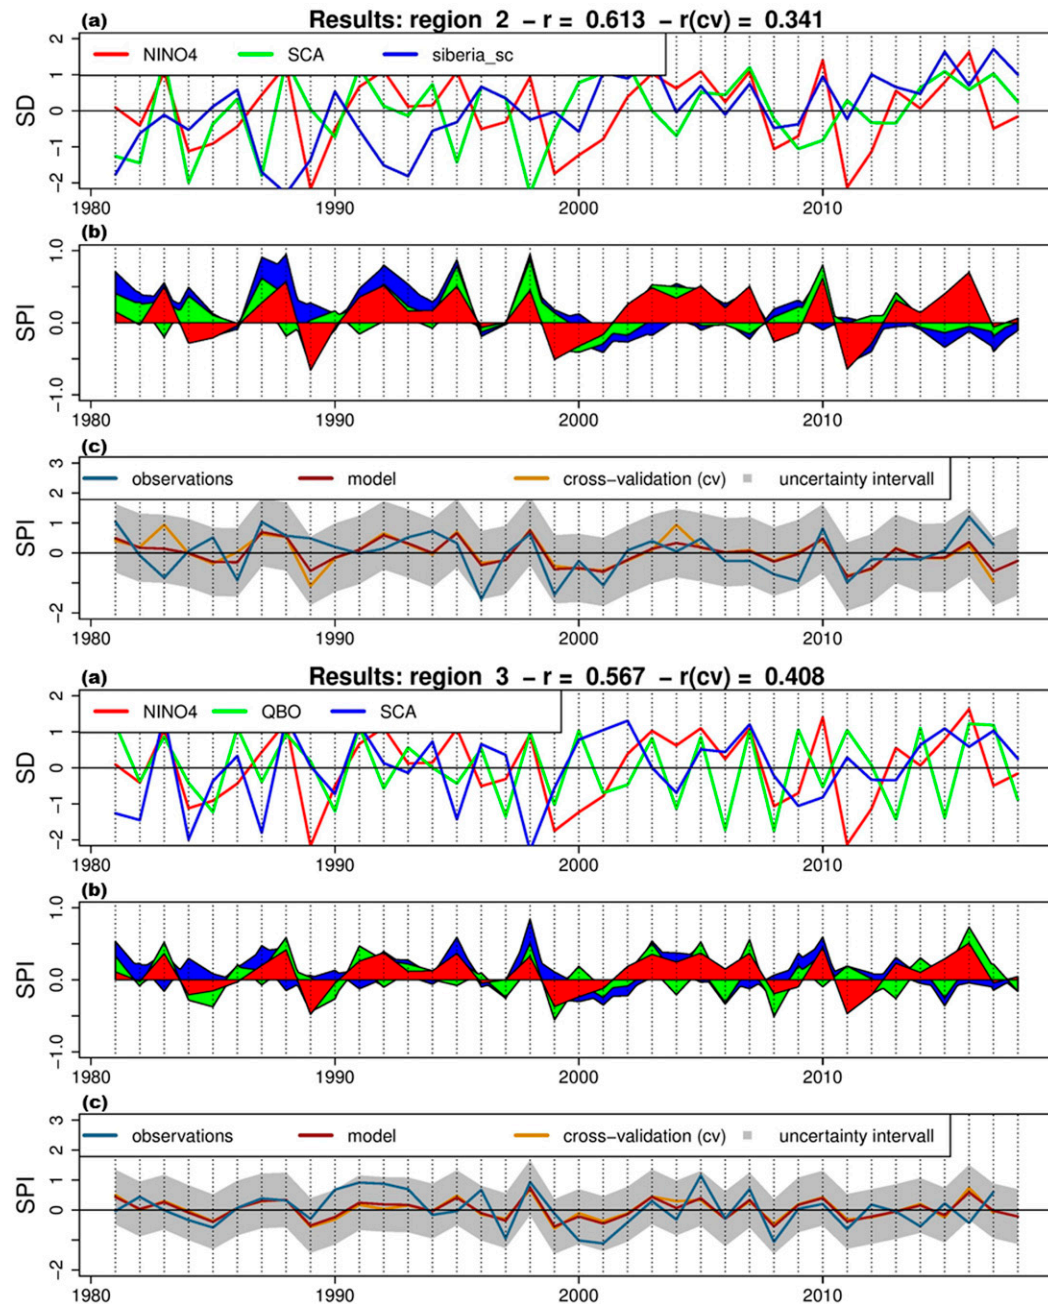 (a)
Results: region 2 − r = 0.613 − r(cv) = 0.341
NINO4 SCA siberia_sc
SD
2
1
0
−1
−2
1980 1990 2000 2010
(b)
SPI
1.0
0.0
−1.0
1980 1990 2000 2010
(c)
observations model cross−validation (cv) uncertainty intervall
SPI
3
2
1
0
−2
1980 1990 2000 2010
(a)
Results: region 3 − r = 0.567 − r(cv) = 0.408
NINO4 QBO SCA
SD
2
1
0
−1
−2
1980 1990 2000 2010
(b)
SPI
1.0
0.0
−1.0
1980 1990 2000 2010
(c)
observations model cross−validation (cv) uncertainty intervall
SPI
3
2
1
0
−2
1980 1990 2000 2010